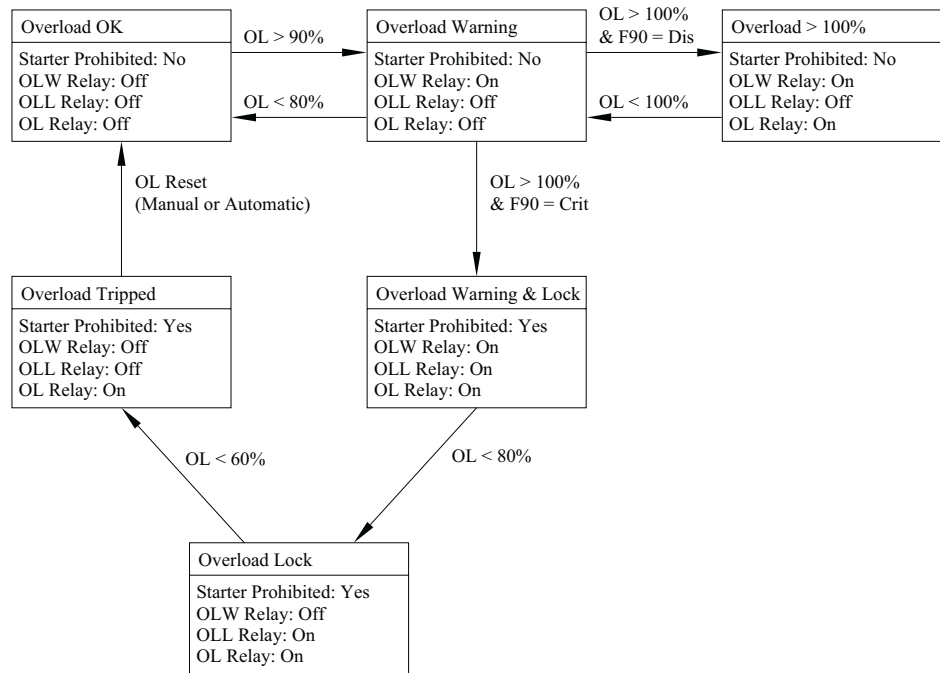 Overload OK
Starter Prohibited: No
OLW Relay: Off
OLL Relay: Off
OL Relay: Off
OL > 90%
OL < 80%
Overload Warning
Starter Prohibited: No
OLW Relay: On
OLL Relay: Off
OL Relay: Off
OL > 100%
& F90 = Dis
OL < 100%
Overload > 100%
Starter Prohibited: No
OLW Relay: On
OLL Relay: Off
OL Relay: On
OL Reset
(Manual or Automatic)
OL > 100%
& F90 = Crit
Overload Tripped
Starter Prohibited: Yes
OLW Relay: Off
OLL Relay: Off
OL Relay: On
Overload Warning & Lock
Starter Prohibited: Yes
OLW Relay: On
OLL Relay: On
OL Relay: On
OL < 60%
OL < 80%
Overload Lock
Starter Prohibited: Yes
OLW Relay: Off
OLL Relay: On
OL Relay: On